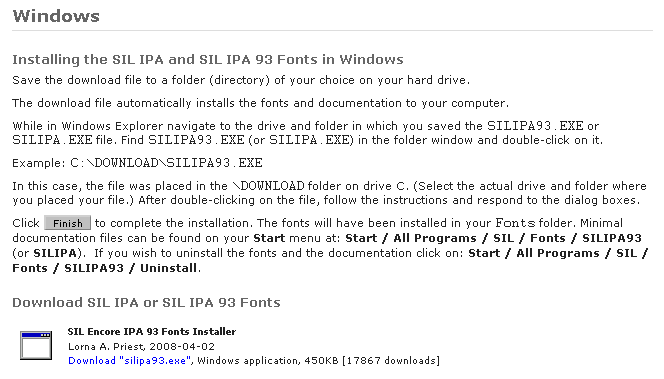 Windows
Installing the SIL IPA and SIL IPA 93 Fonts in Windows
Save the download file to a folder (directory) of your choice on your hard drive.
The download file automatically installs the fonts and documentation to your computer.
While in Windows Explorer navigate to the drive and folder in which you saved the SILIPA93.EXE or
SILIPA.EXE file. Find SILIPA93.EXE (or SILIPA.EXE) in the folder window and double-click on it.
Example: C:\DOWNLOAD\SILIPA93.EXE
In this case, the file was placed in the \DOWNLOAD folder on drive C. (Select the actual drive and folder where
you placed your file.) After double-clicking on the file, follow the instructions and respond to the dialog boxes.
Click Finish to complete the installation. The fonts will have been installed in your Fonts folder. Minimal
documentation files can be found on your Start menu at: Start / All Programs / SIL / Fonts / SILIPA93
(or SILIPA). If you wish to uninstall the fonts and the documentation click on: Start / All Programs / SIL /
Fonts / SILIPA93 / Uninstall.
Download SIL IPA or SIL IPA 93 Fonts
SIL Encore IPA 93 Fonts Installer
Lorna A. Priest, 2008-04-02
Download "silipa93.exe", Windows application, 450KB [17867 downloads]